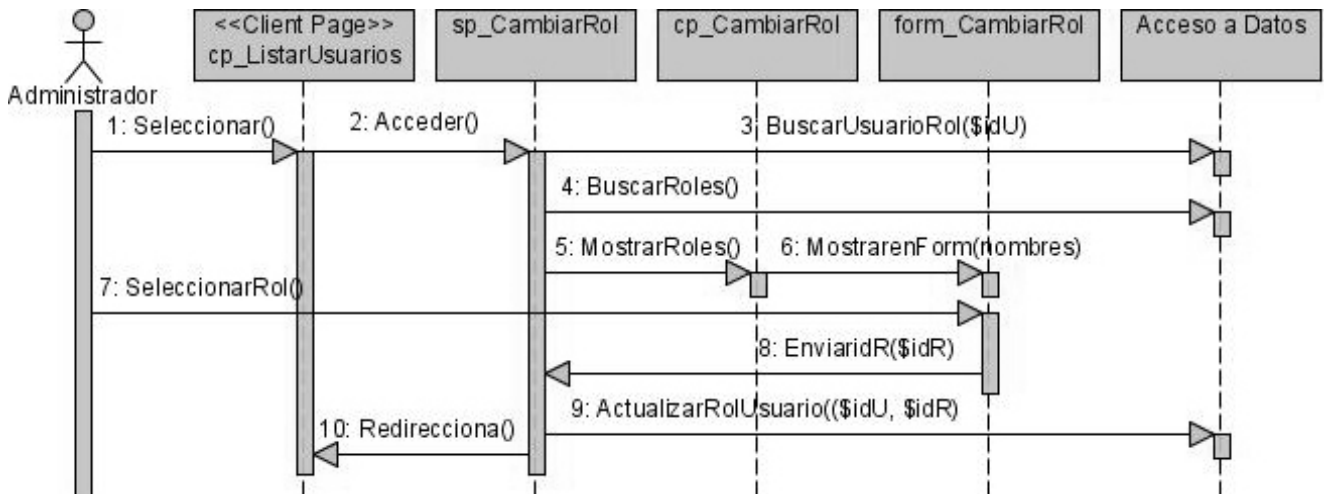 <<Client Page>>
cp_ListarUsuarios
sp_CambiarRol
cp_CambiarRol
form_CambiarRol
Acceso a Datos
Administrador
1: Seleccionar()
2: Acceder()
3: BuscarUsuarioRol($idU)
4: BuscarRoles()
5: MostrarRoles()
6: MostrarenForm(nombres)
7: SeleccionarRol()
8: EnviaridR($idR)
9: ActualizarRolUsuario(($idU, $idR)
10: Redirecciona()